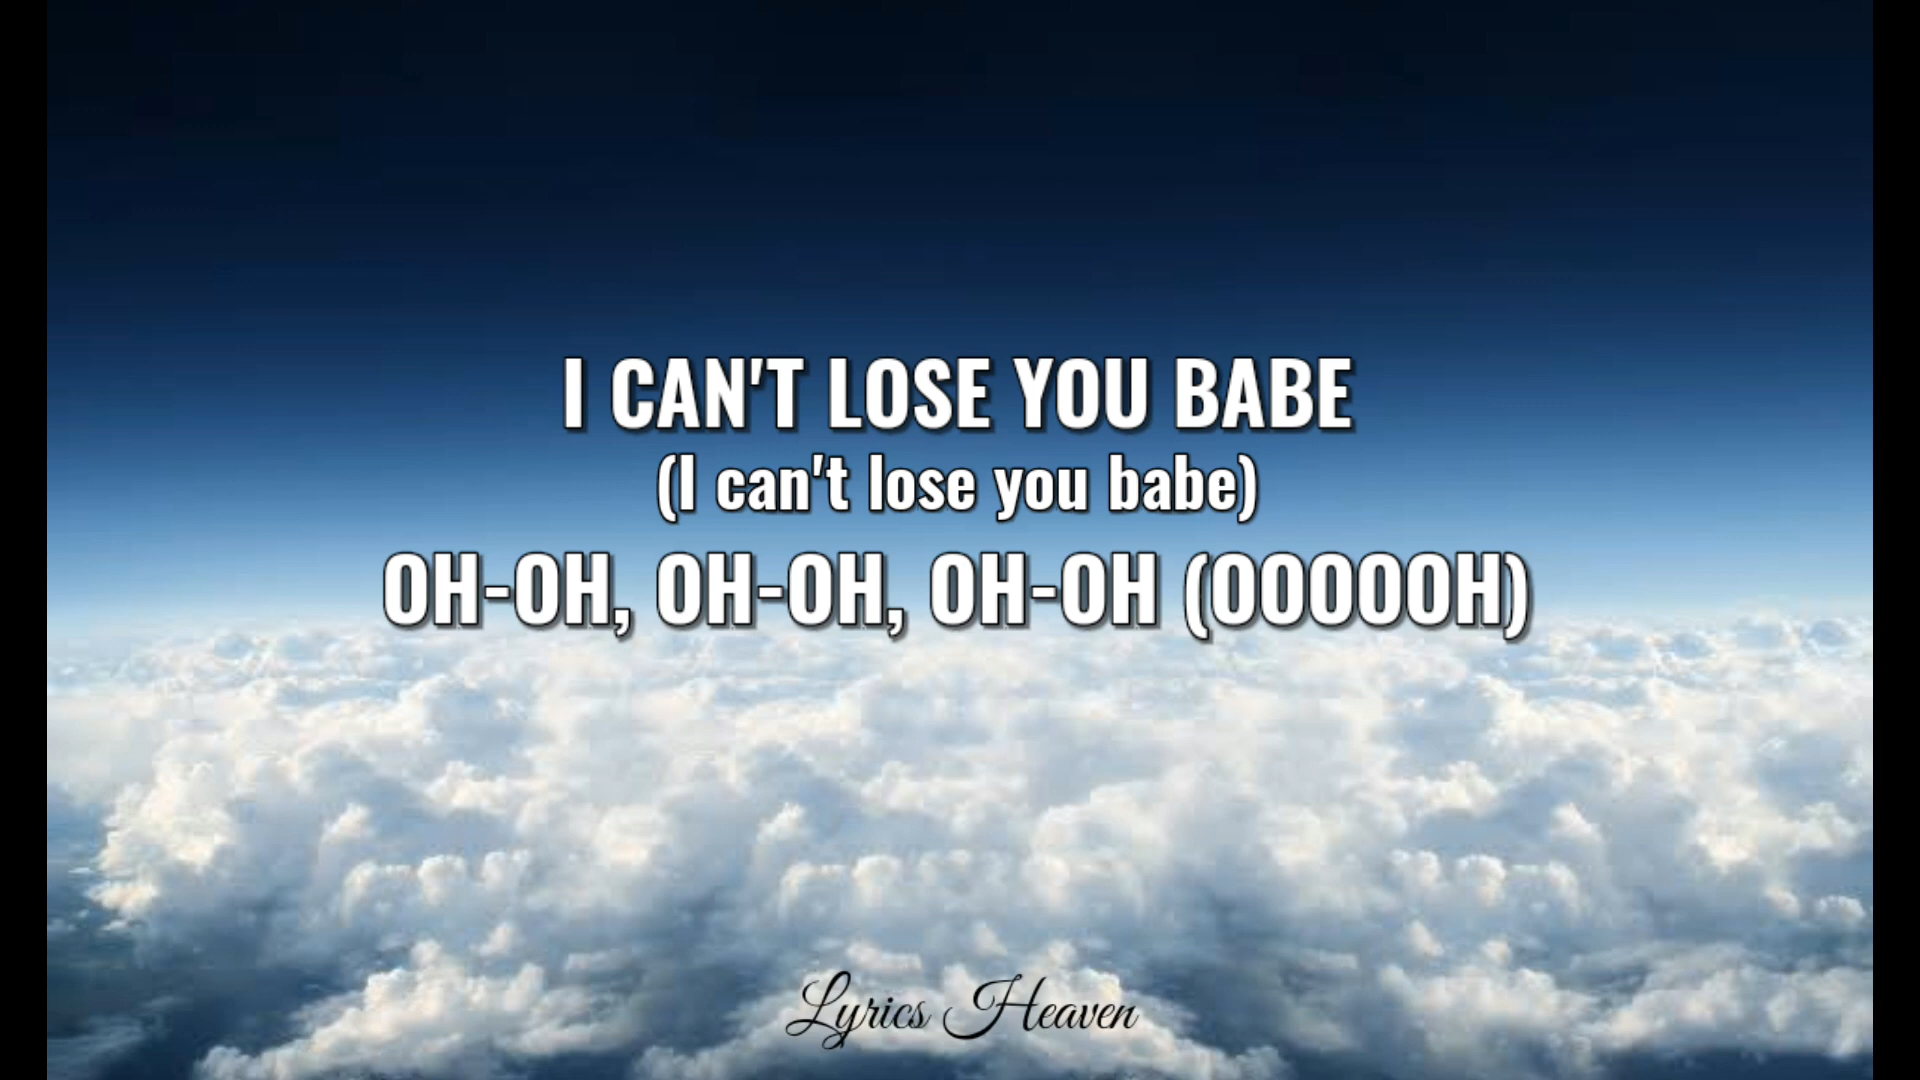 I CAN'T LOSE YOU BABE
(I can't lose you babe)
OH-OH, OH-OH, OH-OH (OOOOOH)
Lyrics Heaven